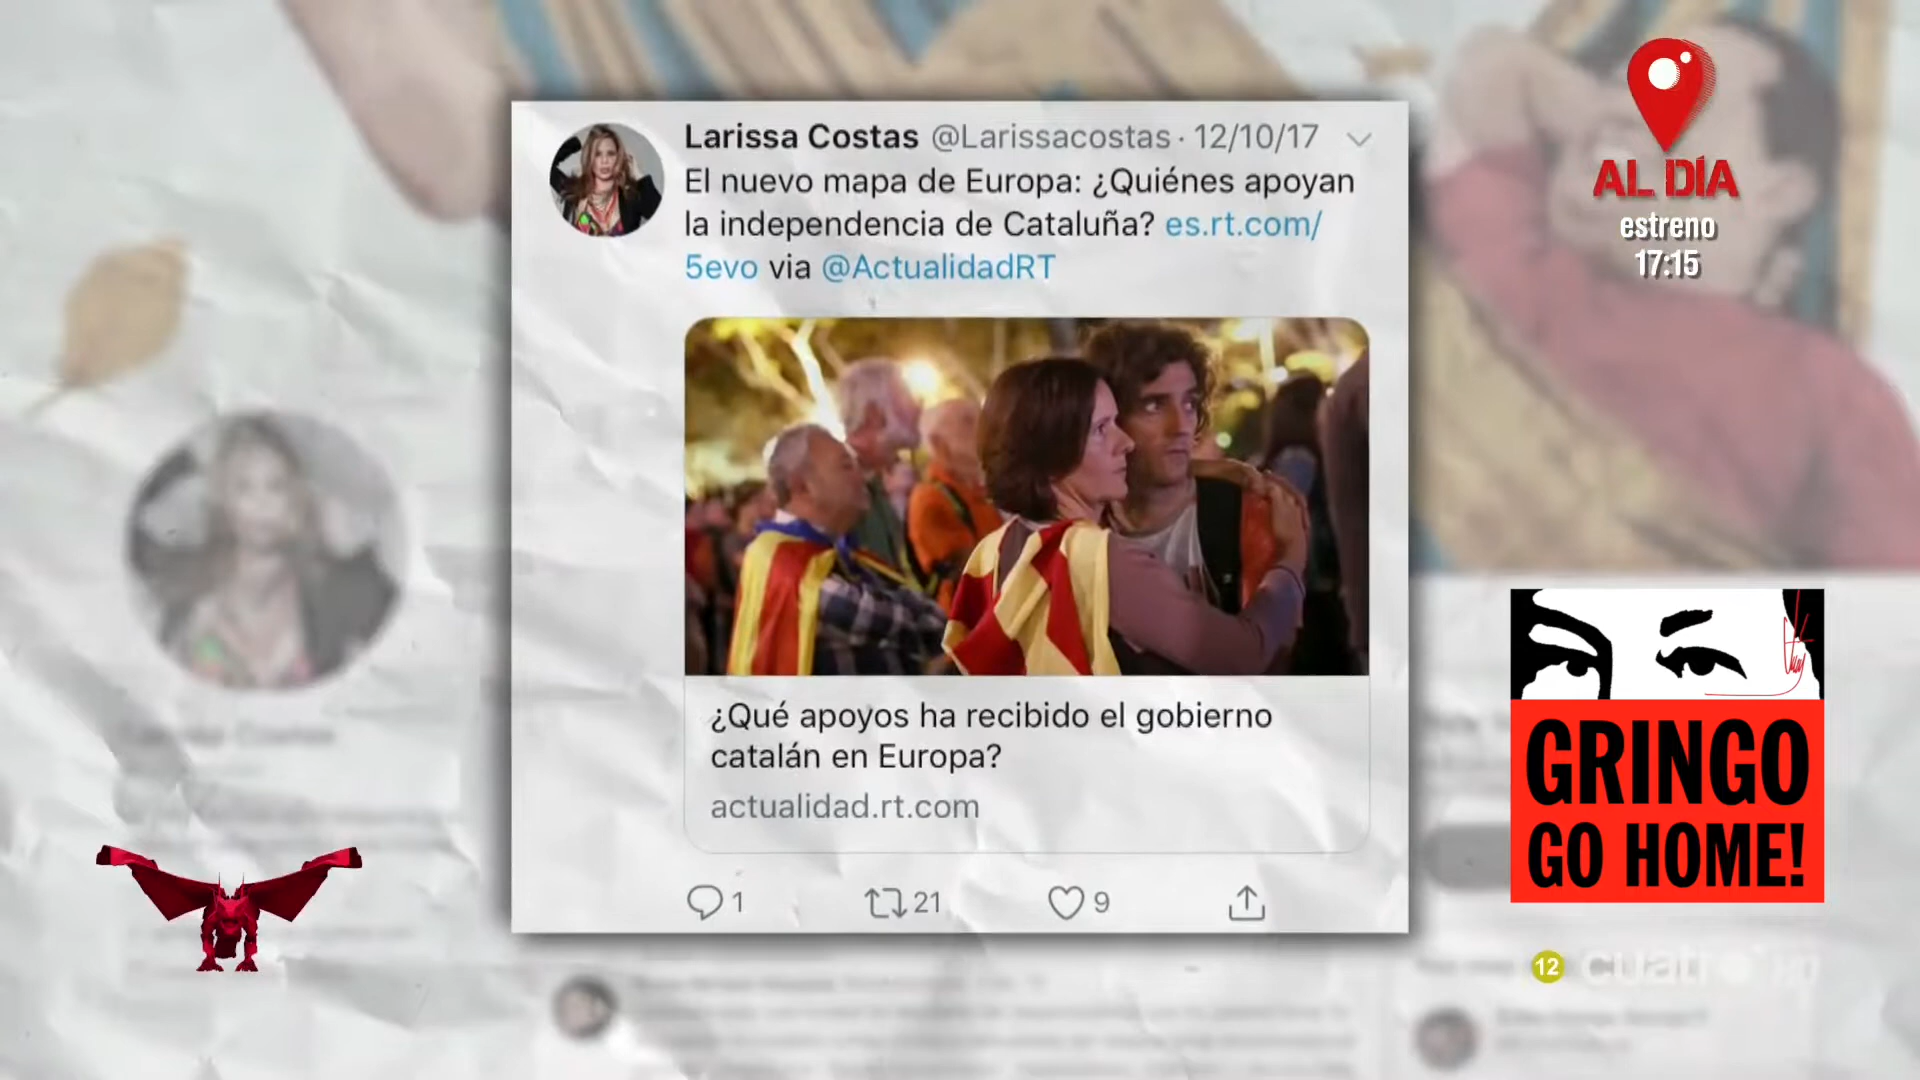 Larissa Costas @Larissacostas · 12/10/17
El nuevo mapa de Europa: ¿Quiénes apoyan
la independencia de Cataluña? es.rt.com/
5evo via @ActualidadRT
¿Qué apoyos ha recibido el gobierno
catalán en Europa?
actualidad.rt.com
1 21 9
AL DÍA
estreno
17:15
GRINGO
GO HOME!
12 cuatro